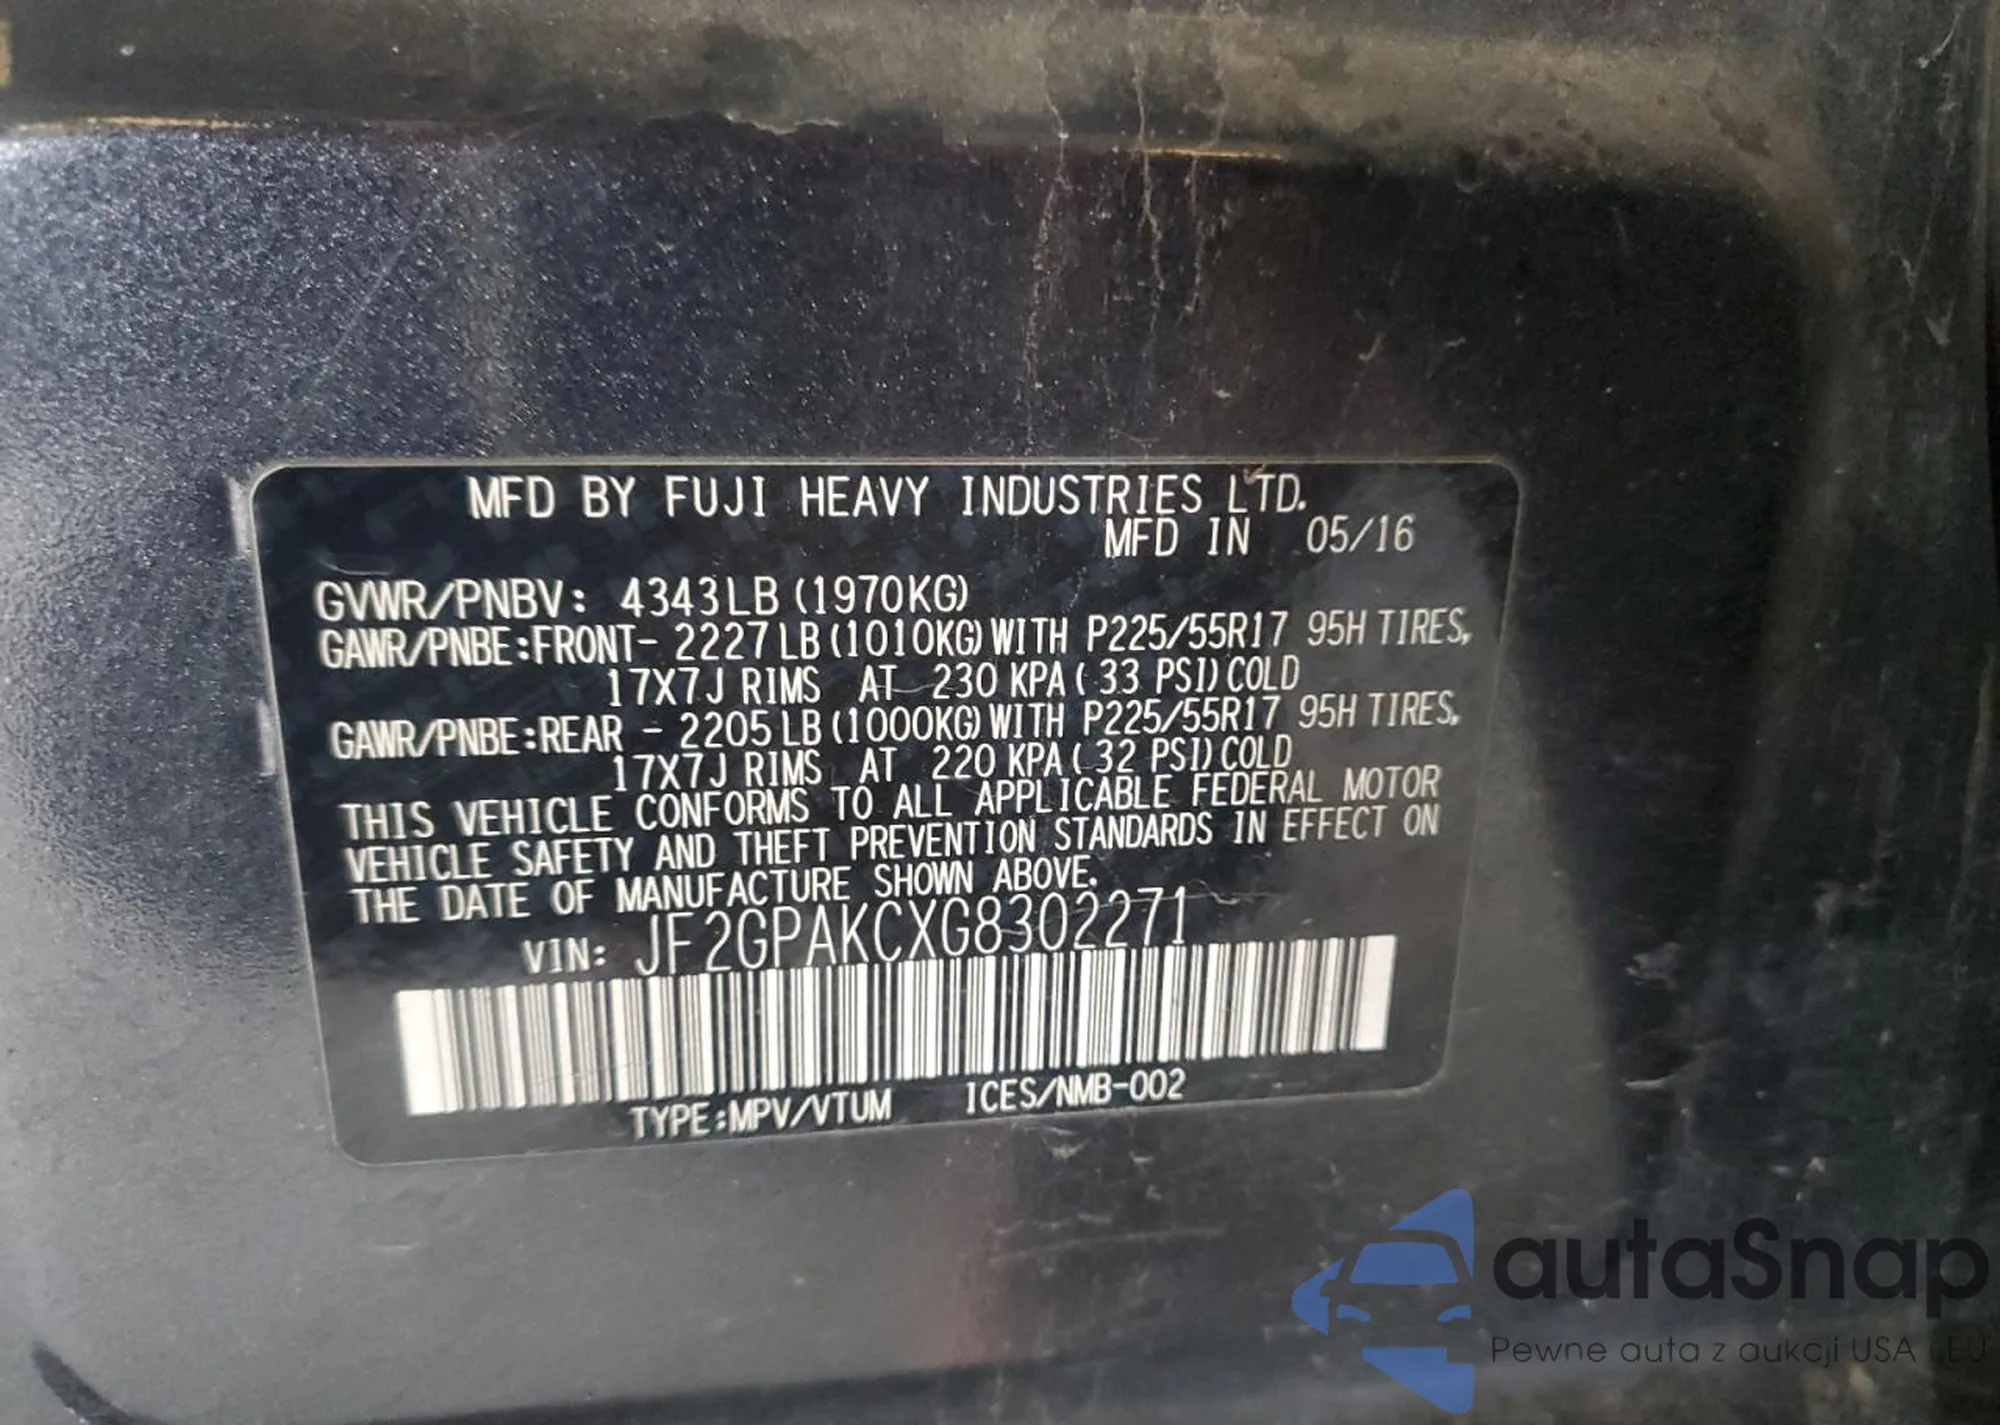 MFD BY FUJI HEAVY INDUSTRIES LTD.
MFD IN 05/16
GVWR/PNBV: 4343LB (1970KG)
GAWR/PNBE:FRONT- 2227LB (1010KG) WITH P225/55R17 95H TIRES,
17X7J RIMS AT 230 KPA ( 33 PSI) COLD
GAWR/PNBE:REAR - 2205LB (1000KG) WITH P225/55R17 95H TIRES,
17X7J RIMS AT 220 KPA ( 32 PSI) COLD
THIS VEHICLE CONFORMS TO ALL APPLICABLE FEDERAL MOTOR
VEHICLE SAFETY AND THEFT PREVENTION STANDARDS IN EFFECT ON
THE DATE OF MANUFACTURE SHOWN ABOVE.
VIN: JF2GPAKCXG8302271
TYPE:MPV/VTUM ICES/NMB-002
autaSnap
Pewne auta z aukcji USA i EU